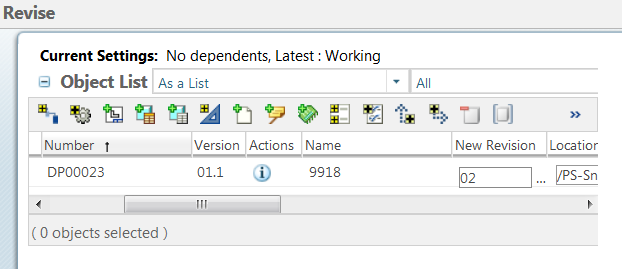 Revise
Current Settings: No dependents, Latest : Working
Object List As a List All
»
Number ↑ Version Actions Name New Revision Location
DP00023 01.1 9918 02 ... /PS-Sn
( 0 objects selected )